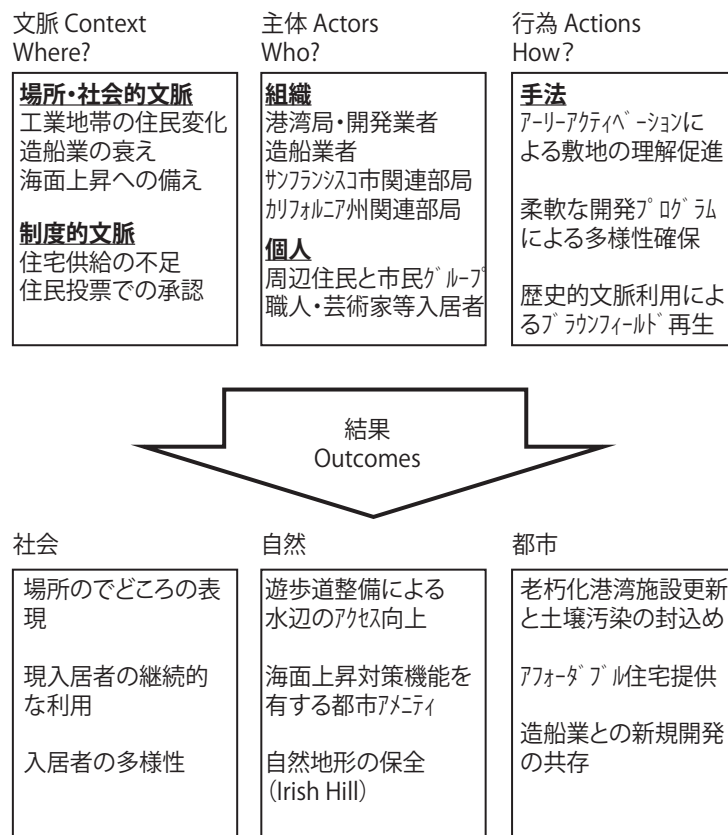 文脈 Context
Where?
場所・社会的文脈
工業地帯の住民変化
造船業の衰え
海面上昇への備え
制度的文脈
住宅供給の不足
住民投票での承認
主体 Actors
Who?
組織
港湾局・開発業者
造船業者
ｻﾝﾌﾗﾝｼｽｺ市関連部局
ｶﾘﾌｫﾙﾆｱ州関連部局
個人
周辺住民と市民ｸﾞﾙｰﾌﾟ
職人・芸術家等入居者
行為 Actions
How?
手法
ｱｰﾘｰｱｸﾃｨﾍﾞｰｼｮﾝに
よる敷地の理解促進
柔軟な開発ﾌﾟﾛｸﾞﾗﾑ
による多様性確保
歴史的文脈利用によ
るﾌﾞﾗｳﾝﾌｨｰﾙﾄﾞ再生
結果
Outcomes
社会
場所のでどころの表
現
現入居者の継続的
な利用
入居者の多様性
自然
遊歩道整備による
水辺のｱｸｾｽ向上
海面上昇対策機能を
有する都市ｱﾒﾆﾃｨ
自然地形の保全
（Irish Hill）
都市
老朽化港湾施設更新
と土壌汚染の封込め
ｱﾌｫｰﾀﾞﾌﾞﾙ住宅提供
造船業との新規開発
の共存